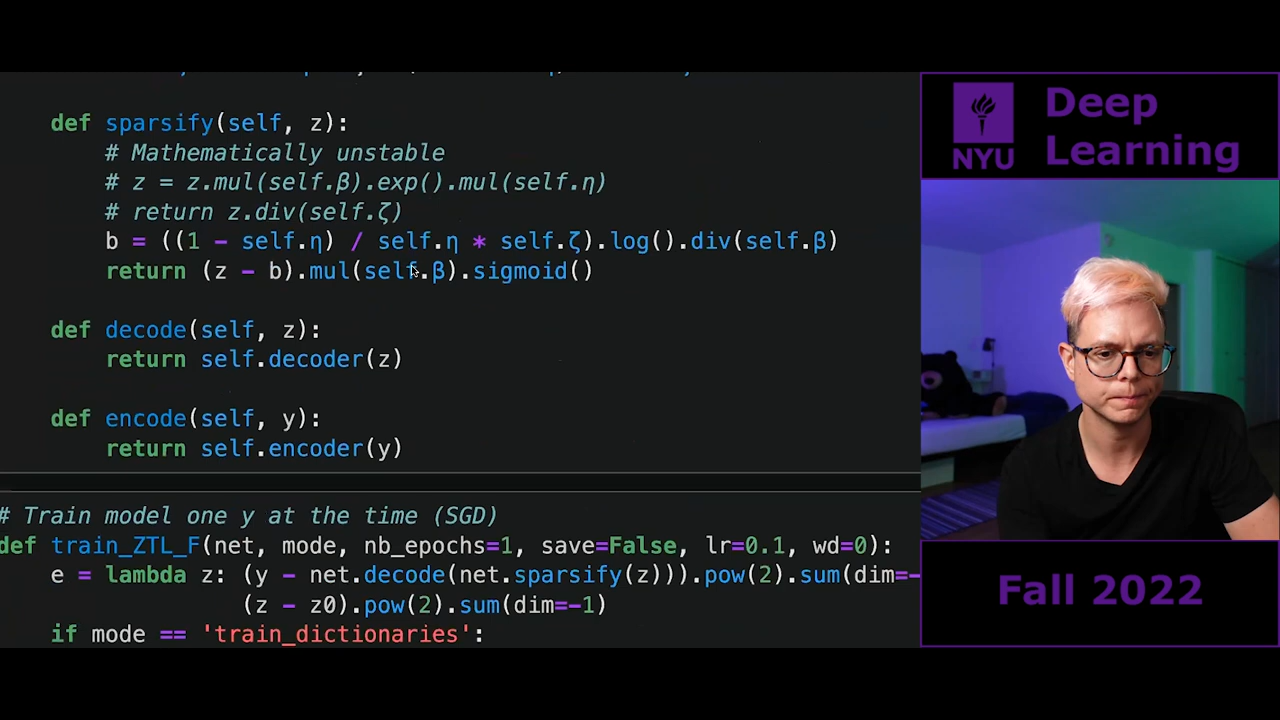 def sparsify(self, z):
# Mathematically unstable
# z = z.mul(self.β).exp().mul(self.η)
# return z.div(self.ζ)
b = ((1 - self.η) / self.η * self.ζ).log().div(self.β)
return (z - b).mul(self.β).sigmoid()
def decode(self, z):
return self.decoder(z)
def encode(self, y):
return self.encoder(y)
# Train model one y at the time (SGD)
def train_ZTL_F(net, mode, nb_epochs=1, save=False, lr=0.1, wd=0):
e = lambda z: (y - net.decode(net.sparsify(z))).pow(2).sum(dim=-
(z - z0).pow(2).sum(dim=-1)
if mode == 'train_dictionaries':
NYU
Deep
Learning
Fall 2022